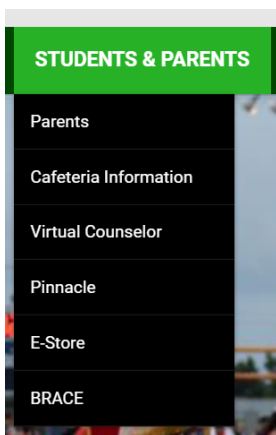 STUDENTS & PARENTS
Parents
Cafeteria Information
Virtual Counselor
Pinnacle
E-Store
BRACE